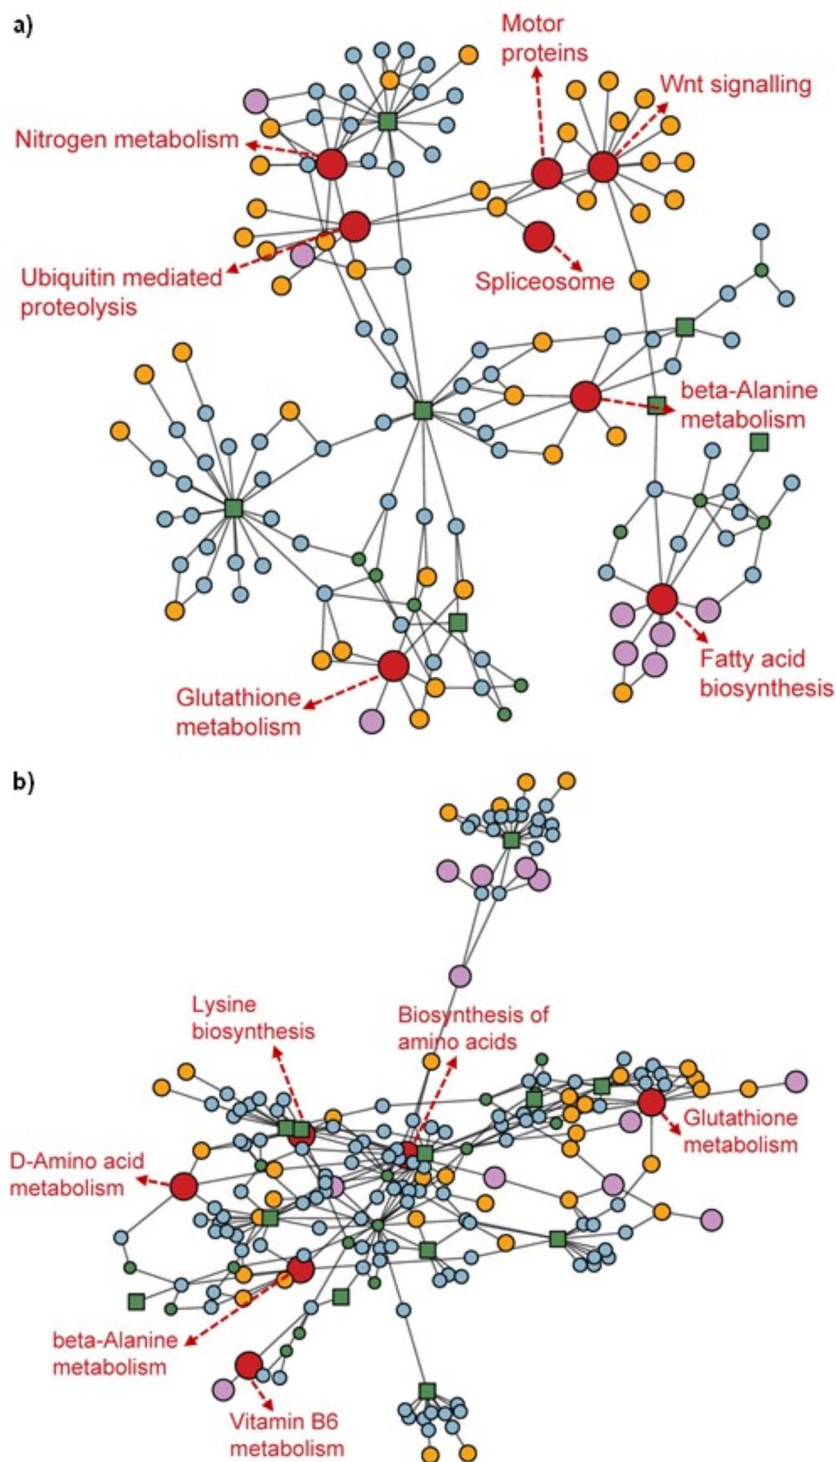 a)
Motor
proteins
Wnt signalling
Nitrogen metabolism
Ubiquitin mediated
proteolysis
Spliceosome
beta-Alanine
metabolism
Glutathione
metabolism
Fatty acid
biosynthesis
b)
Lysine
biosynthesis
Biosynthesis of
amino acids
Glutathione
metabolism
D-Amino acid
metabolism
beta-Alanine
metabolism
Vitamin B6
metabolism